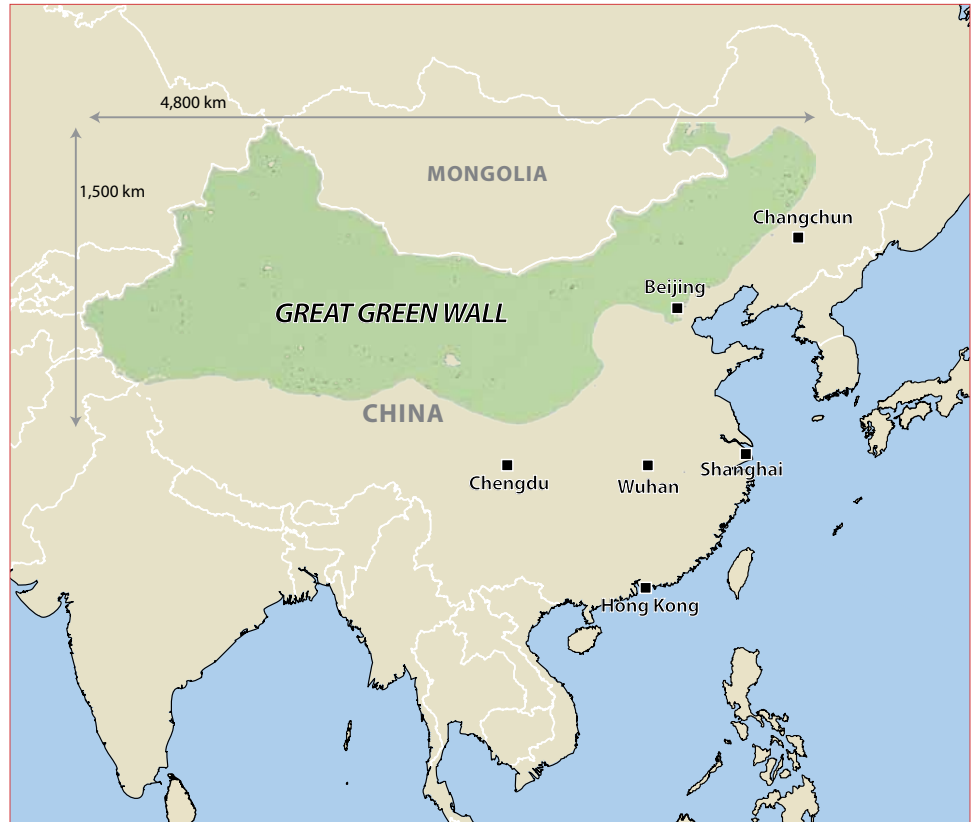 4,800 km
1,500 km
MONGOLIA
Changchun
Beijing
GREAT GREEN WALL
CHINA
Shanghai
Chengdu
Wuhan
Hong Kong